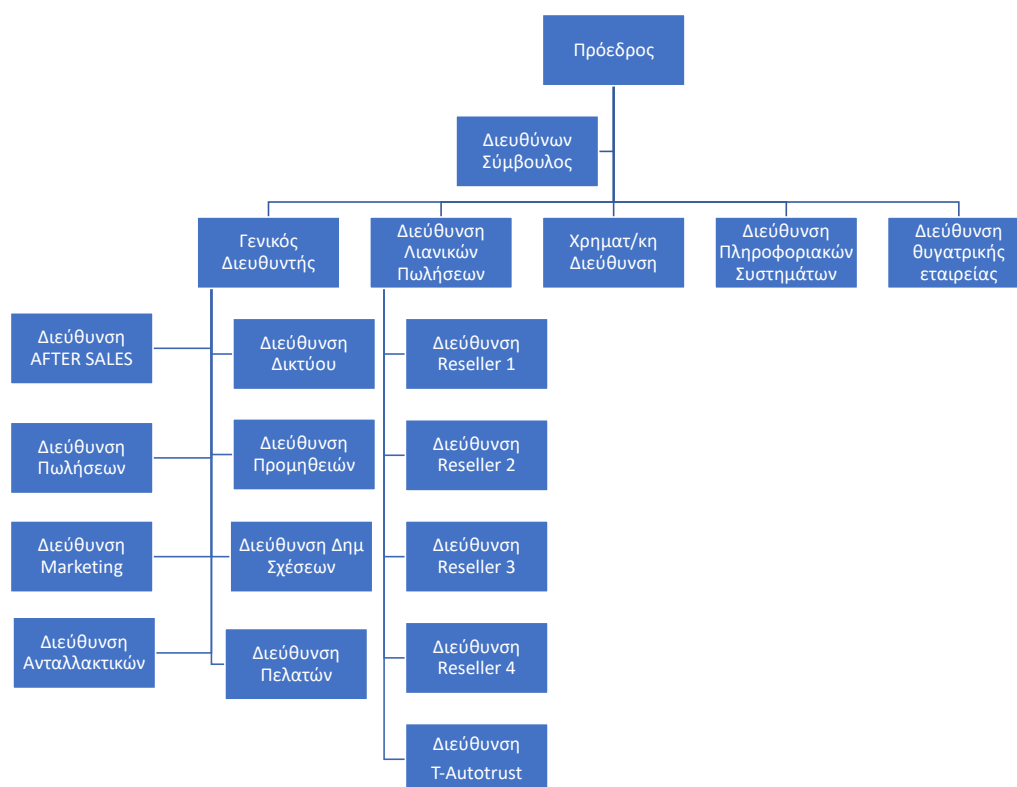 Πρόεδρος
Διευθύνων
Σύμβουλος
Γενικός
Διευθυντής
Διεύθυνση
Λιανικών
Πωλήσεων
Χρηματ/κη
Διεύθυνση
Διεύθυνση
Πληροφοριακών
Συστημάτων
Διεύθυνση
θυγατρικής
εταιρείας
Διεύθυνση
AFTER SALES
Διεύθυνση
Δικτύου
Διεύθυνση
Reseller 1
Διεύθυνση
Πωλήσεων
Διεύθυνση
Προμηθειών
Διεύθυνση
Reseller 2
Διεύθυνση
Marketing
Διεύθυνση Δημ
Σχέσεων
Διεύθυνση
Reseller 3
Διεύθυνση
Ανταλλακτικών
Διεύθυνση
Πελατών
Διεύθυνση
Reseller 4
Διεύθυνση
T-Autotrust